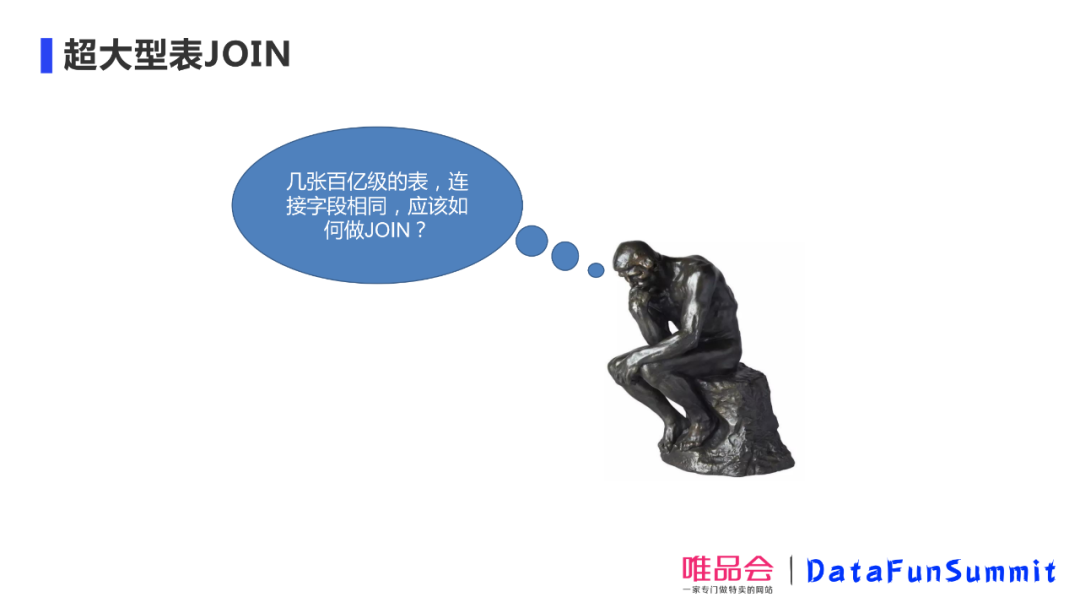 超大型表JOIN
几张百亿级的表，连
接字段相同，应该如
何做JOIN？
唯品会
一家专门做特卖的网站
DataFunSummit